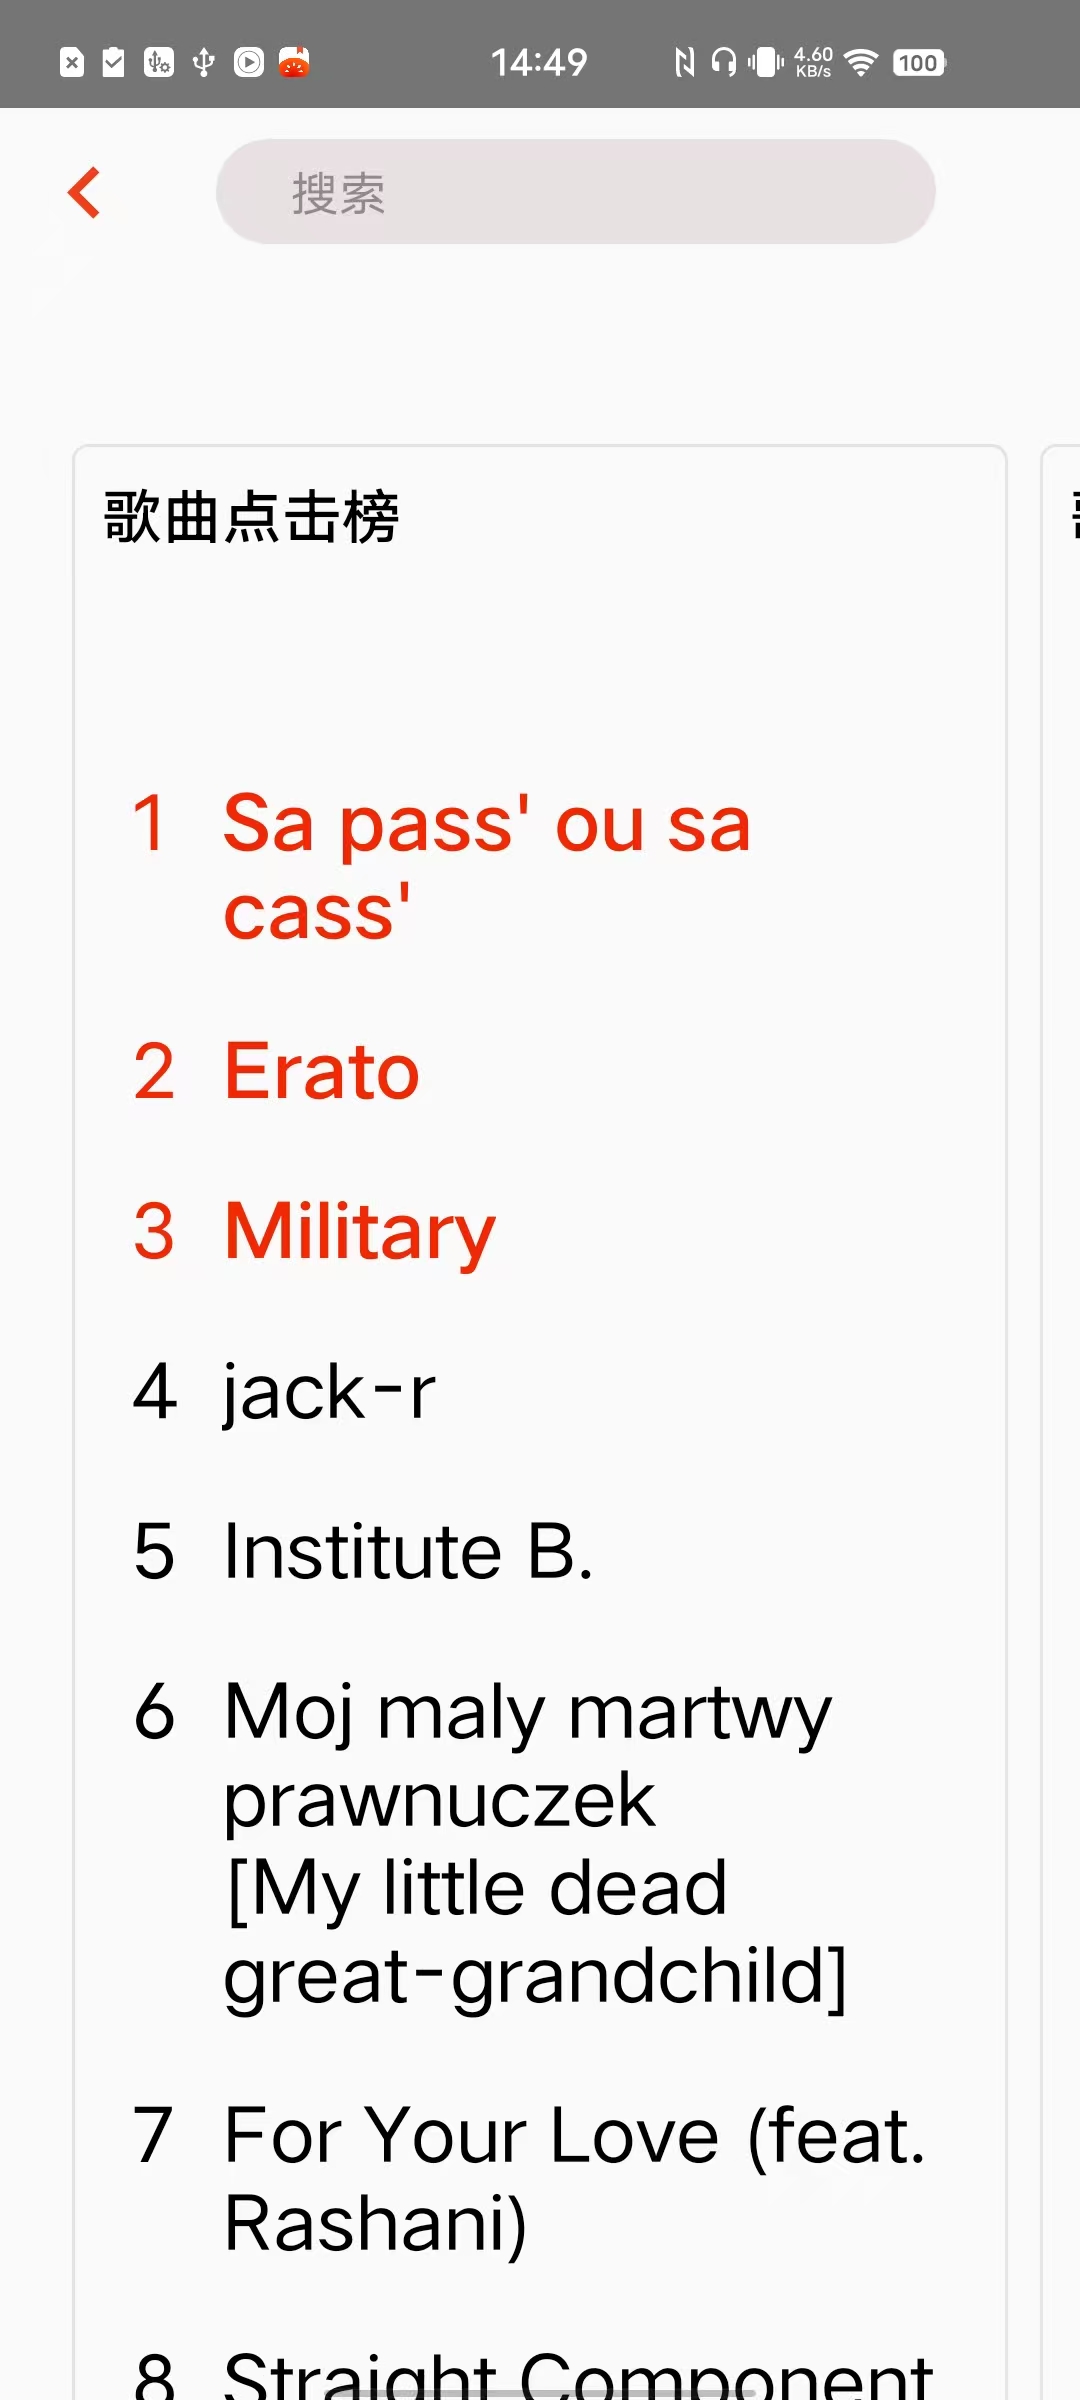 14:49
4.60
KB/s
100
搜索
歌曲点击榜
1 Sa pass' ou sa
cass'
2 Erato
3 Military
4 jack-r
5 Institute B.
6 Moj maly martwy
prawnuczek
[My little dead
great-grandchild]
7 For Your Love (feat.
Rashani)
8 Straight Component